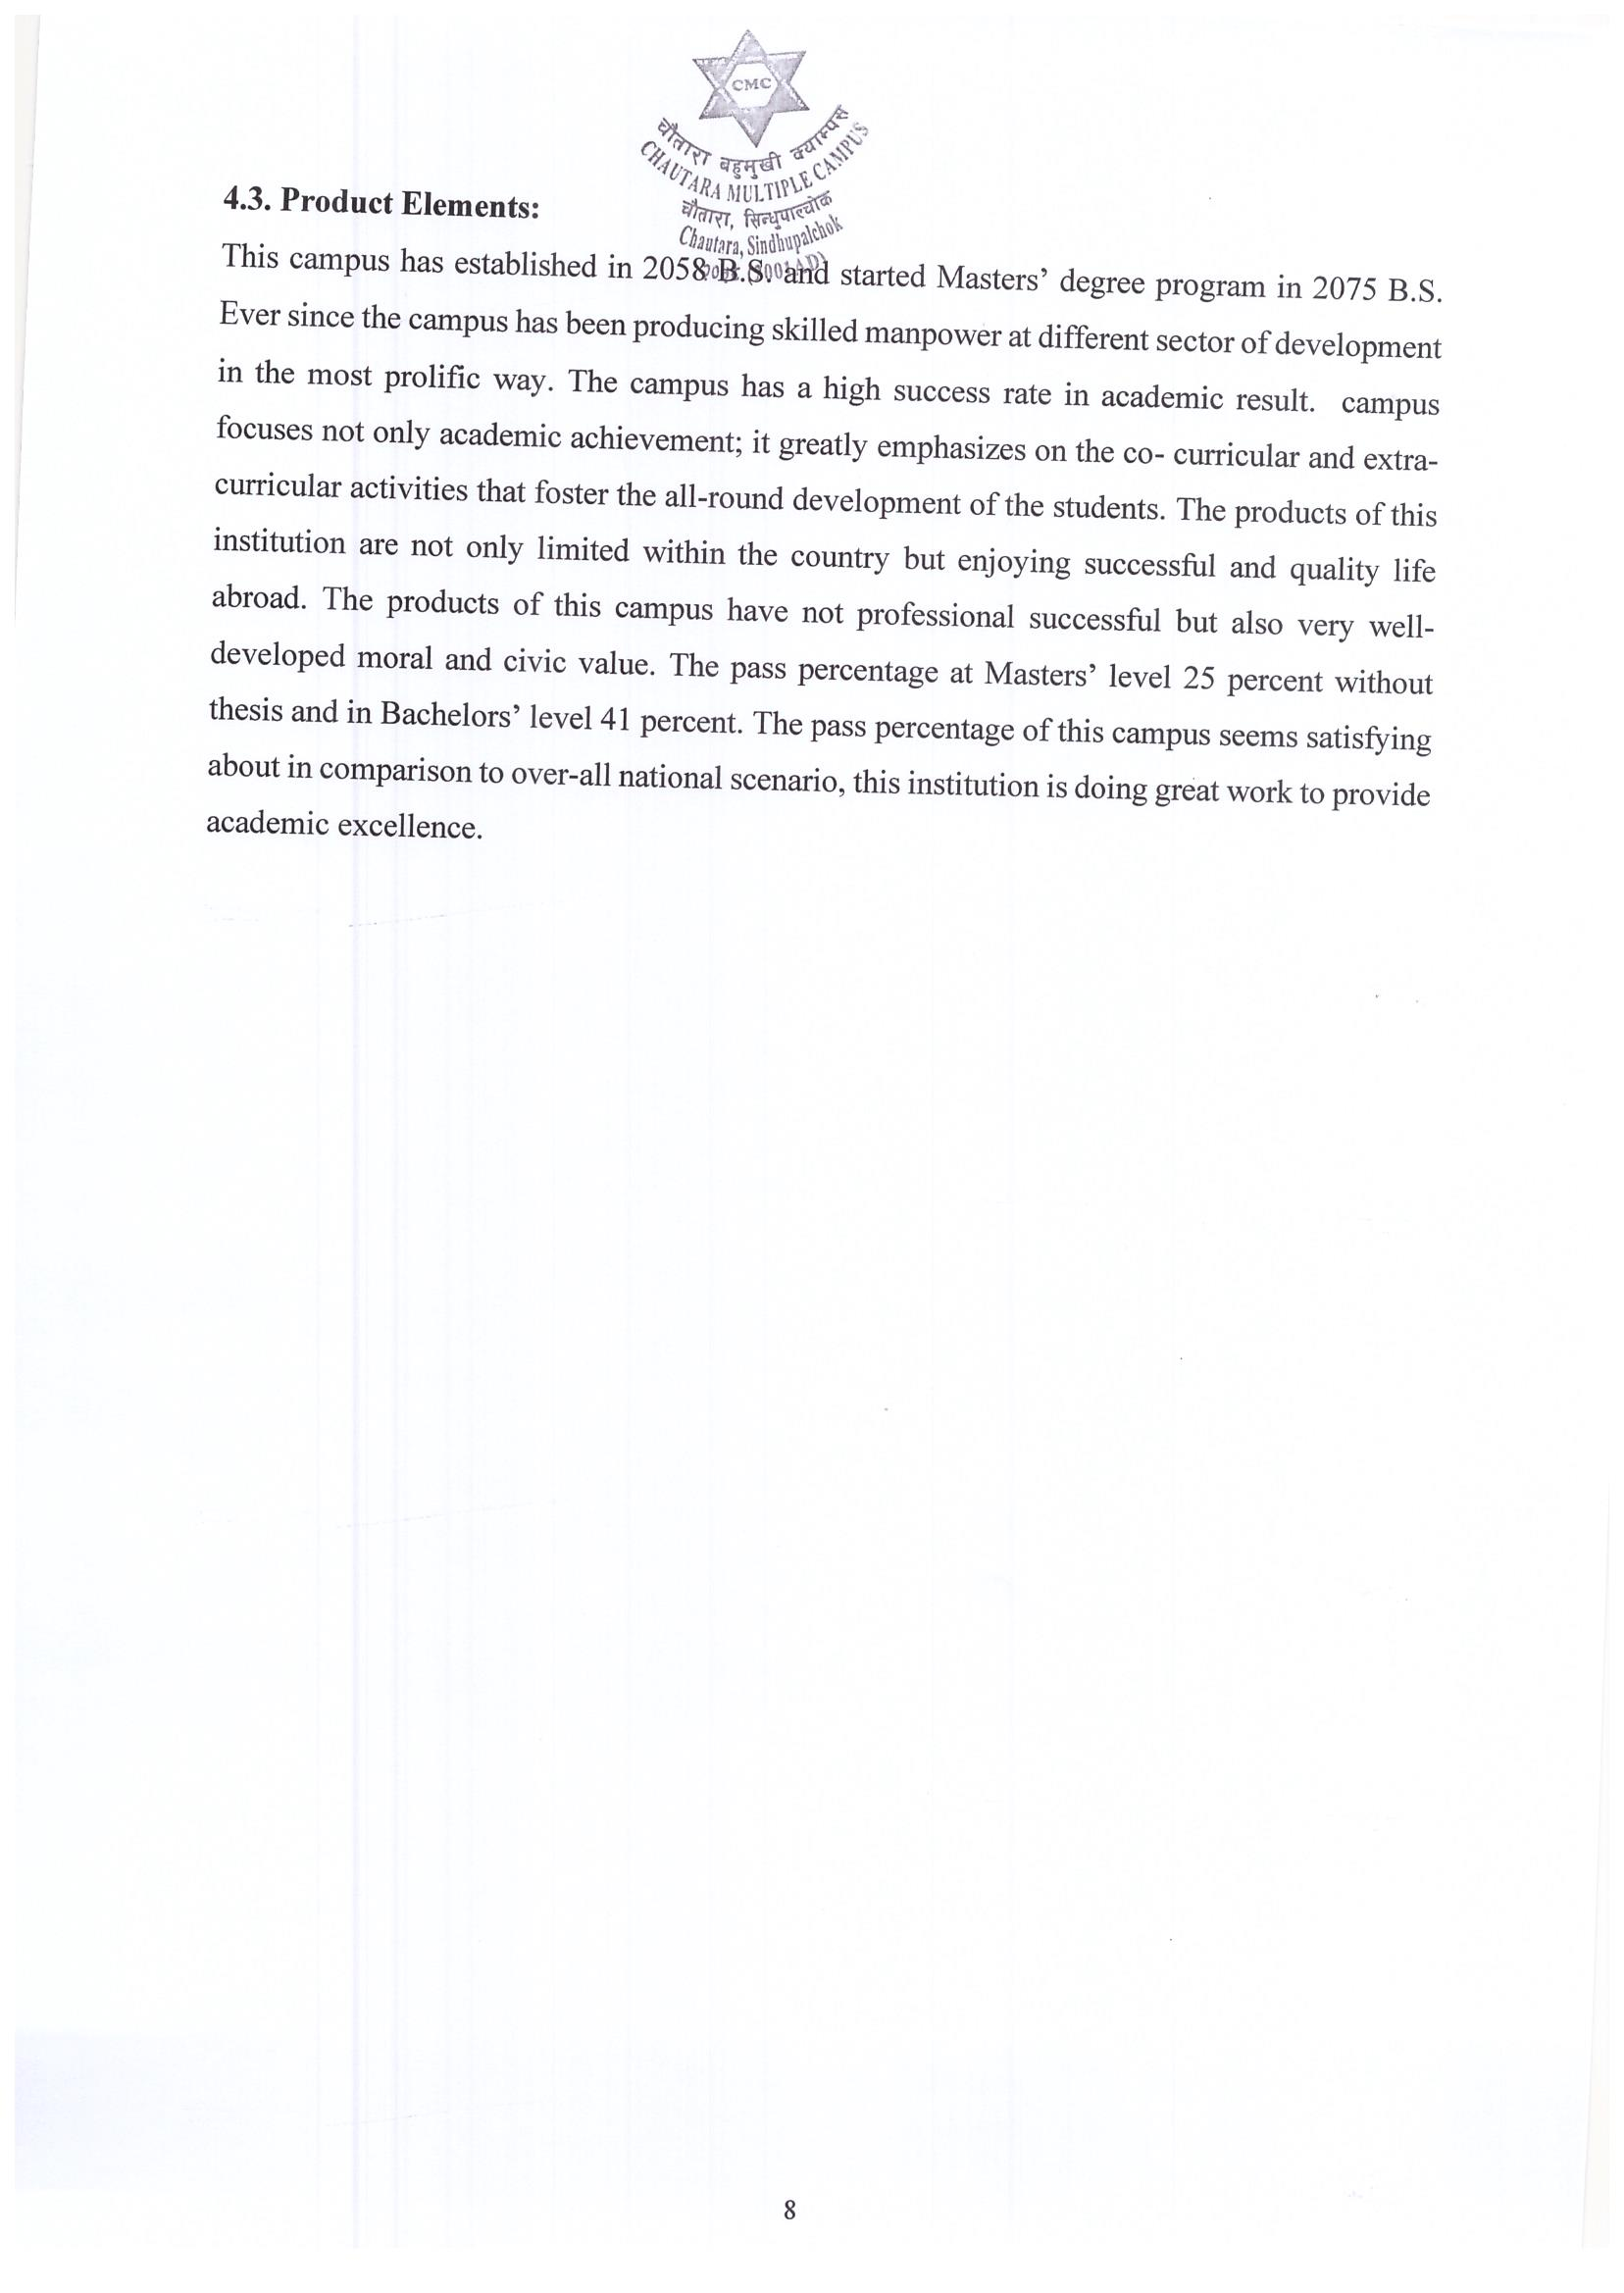 CMC
चौतारा बहुमुखी क्याम्पस
CHAUTARA MULTIPLE CAMPUS
चौतारा, सिन्धुपाल्चोक
Chautara, Sindhupalchok
4.3. Product Elements:
This campus has established in 2058 B.S. and started Masters’ degree program in 2075 B.S.
Ever since the campus has been producing skilled manpower at different sector of development
in the most prolific way. The campus has a high success rate in academic result. campus
focuses not only academic achievement; it greatly emphasizes on the co- curricular and extra-
curricular activities that foster the all-round development of the students. The products of this
institution are not only limited within the country but enjoying successful and quality life
abroad. The products of this campus have not professional successful but also very well-
developed moral and civic value. The pass percentage at Masters’ level 25 percent without
thesis and in Bachelors’ level 41 percent. The pass percentage of this campus seems satisfying
about in comparison to over-all national scenario, this institution is doing great work to provide
academic excellence.
8